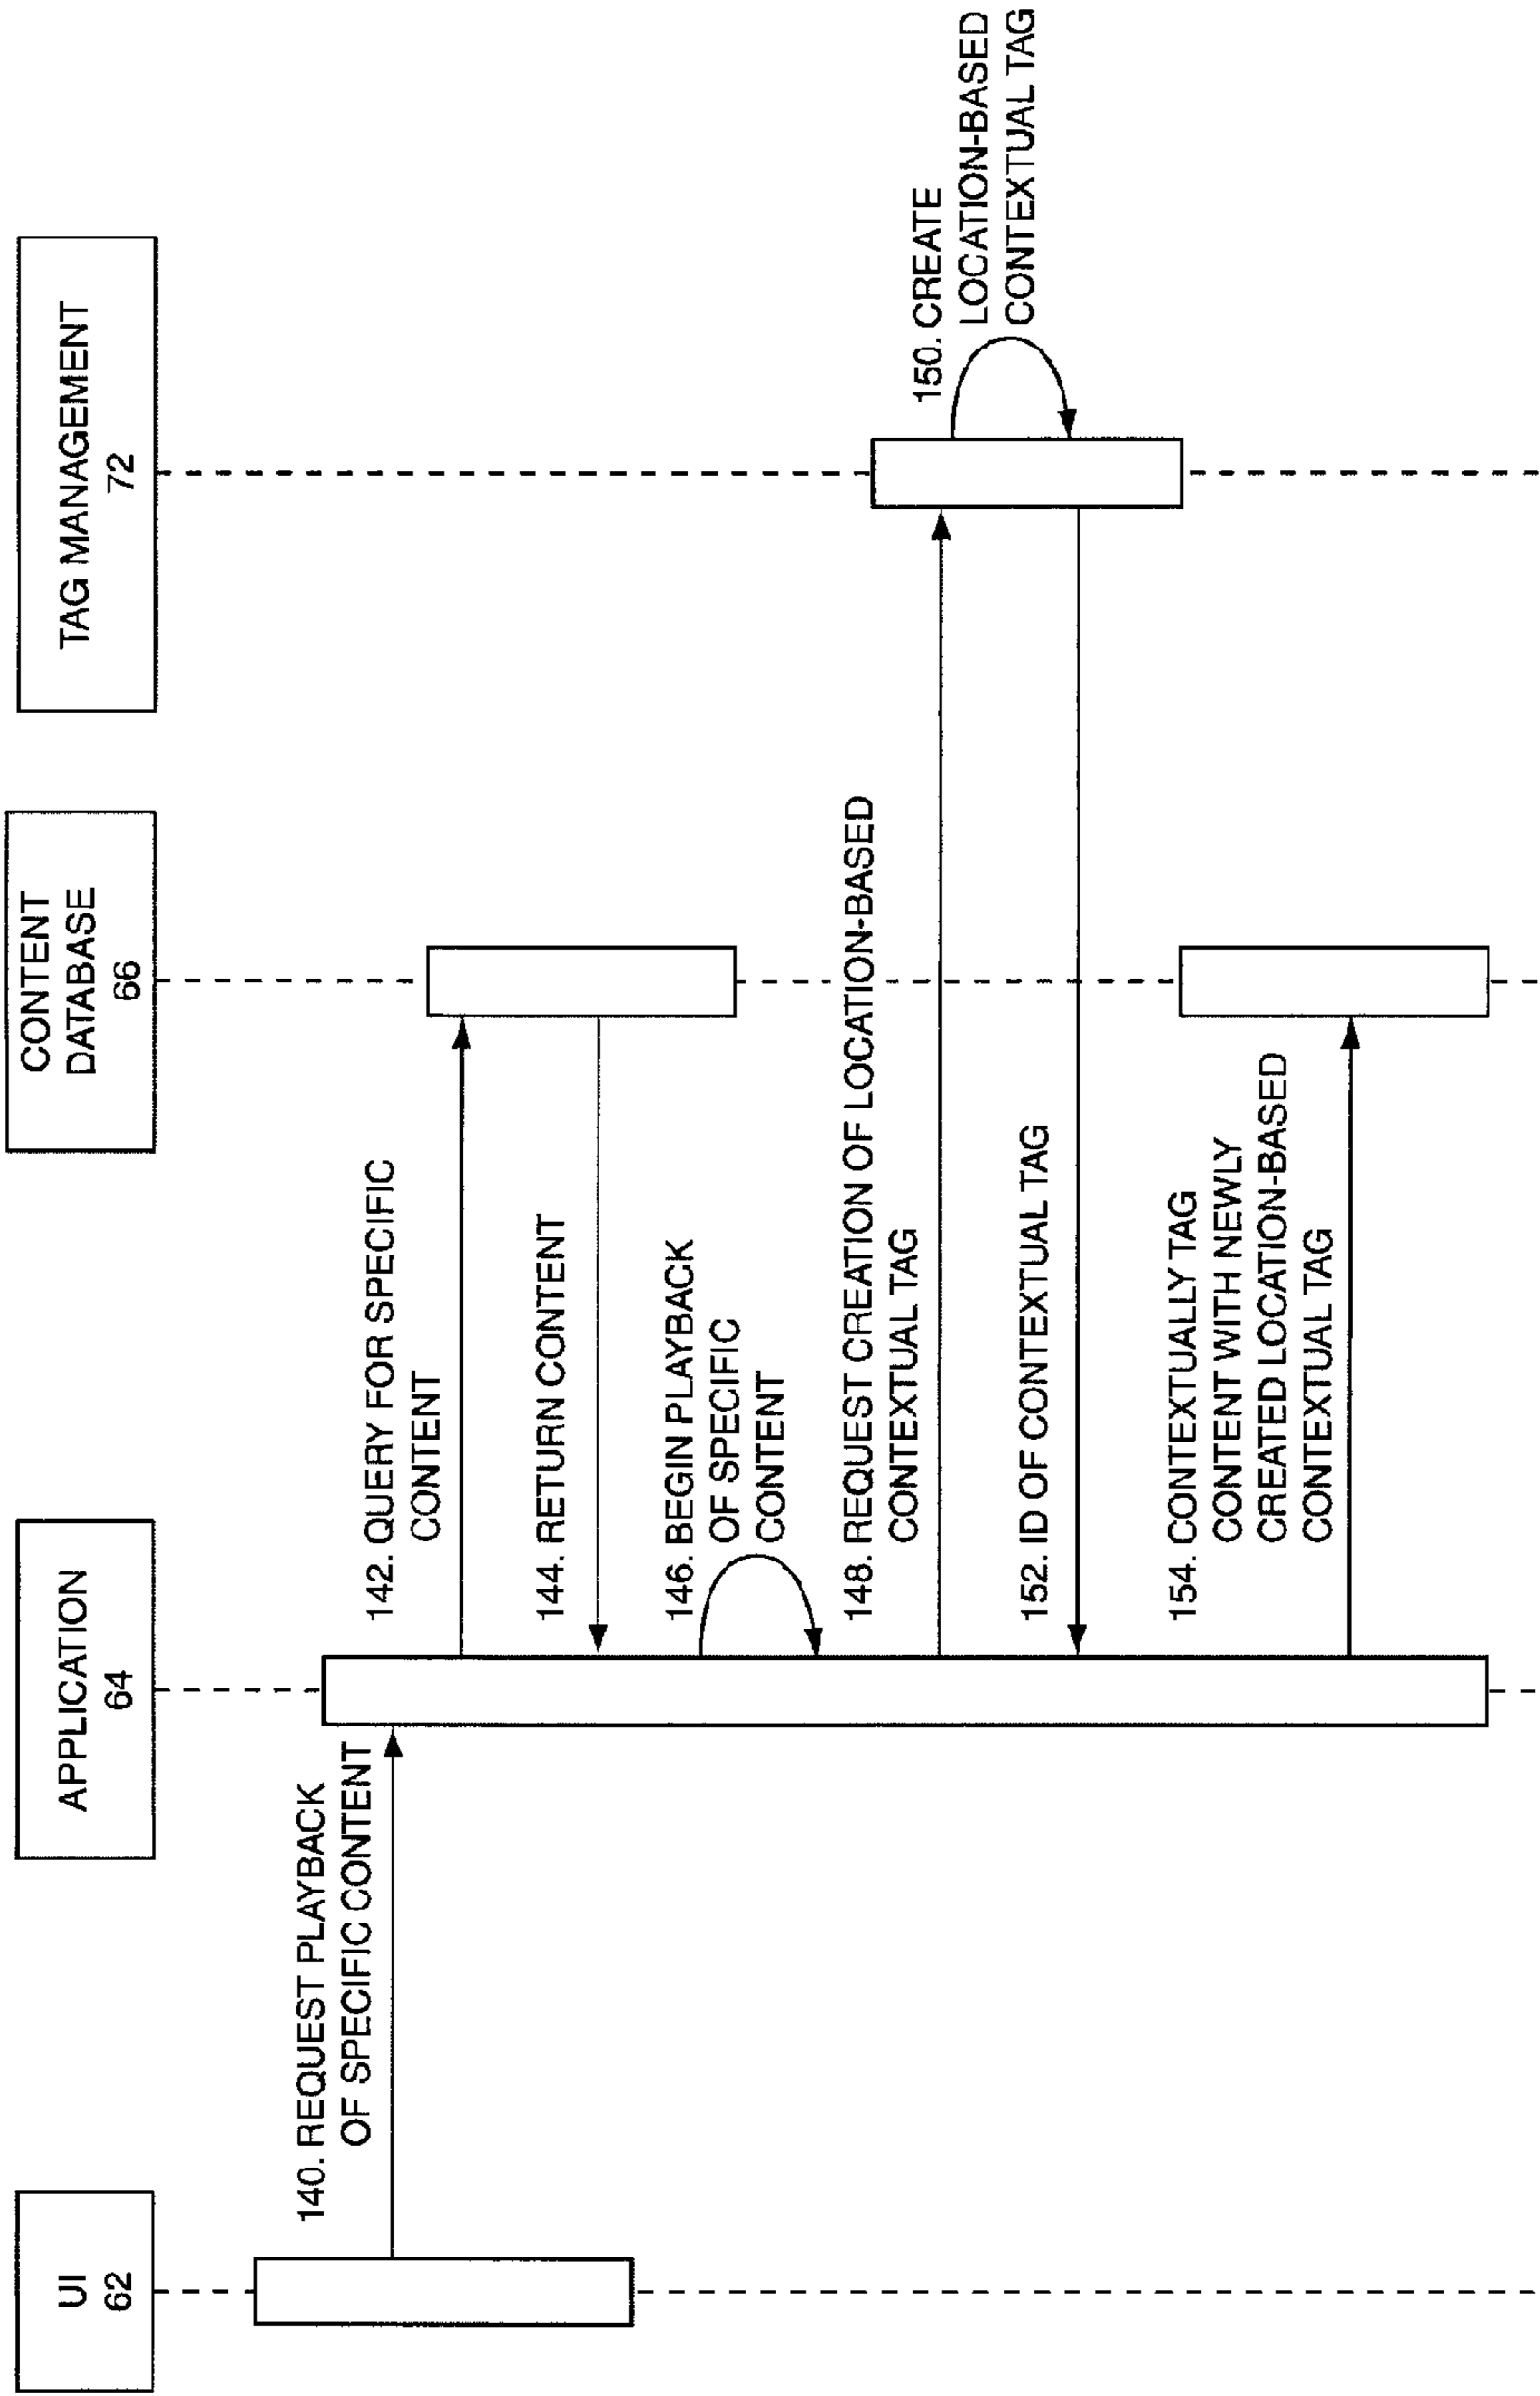 UI
62
APPLICATION
64
CONTENT
DATABASE
66
TAG MANAGEMENT
72
140. REQUEST PLAYBACK
OF SPECIFIC CONTENT
142. QUERY FOR SPECIFIC
CONTENT
144. RETURN CONTENT
146. BEGIN PLAYBACK
OF SPECIFIC
CONTENT
148. REQUEST CREATION OF LOCATION-BASED
CONTEXTUAL TAG
150. CREATE
LOCATION-BASED
CONTEXTUAL TAG
152. ID OF CONTEXTUAL TAG
154. CONTEXTUALLY TAG
CONTENT WITH NEWLY
CREATED LOCATION-BASED
CONTEXTUAL TAG